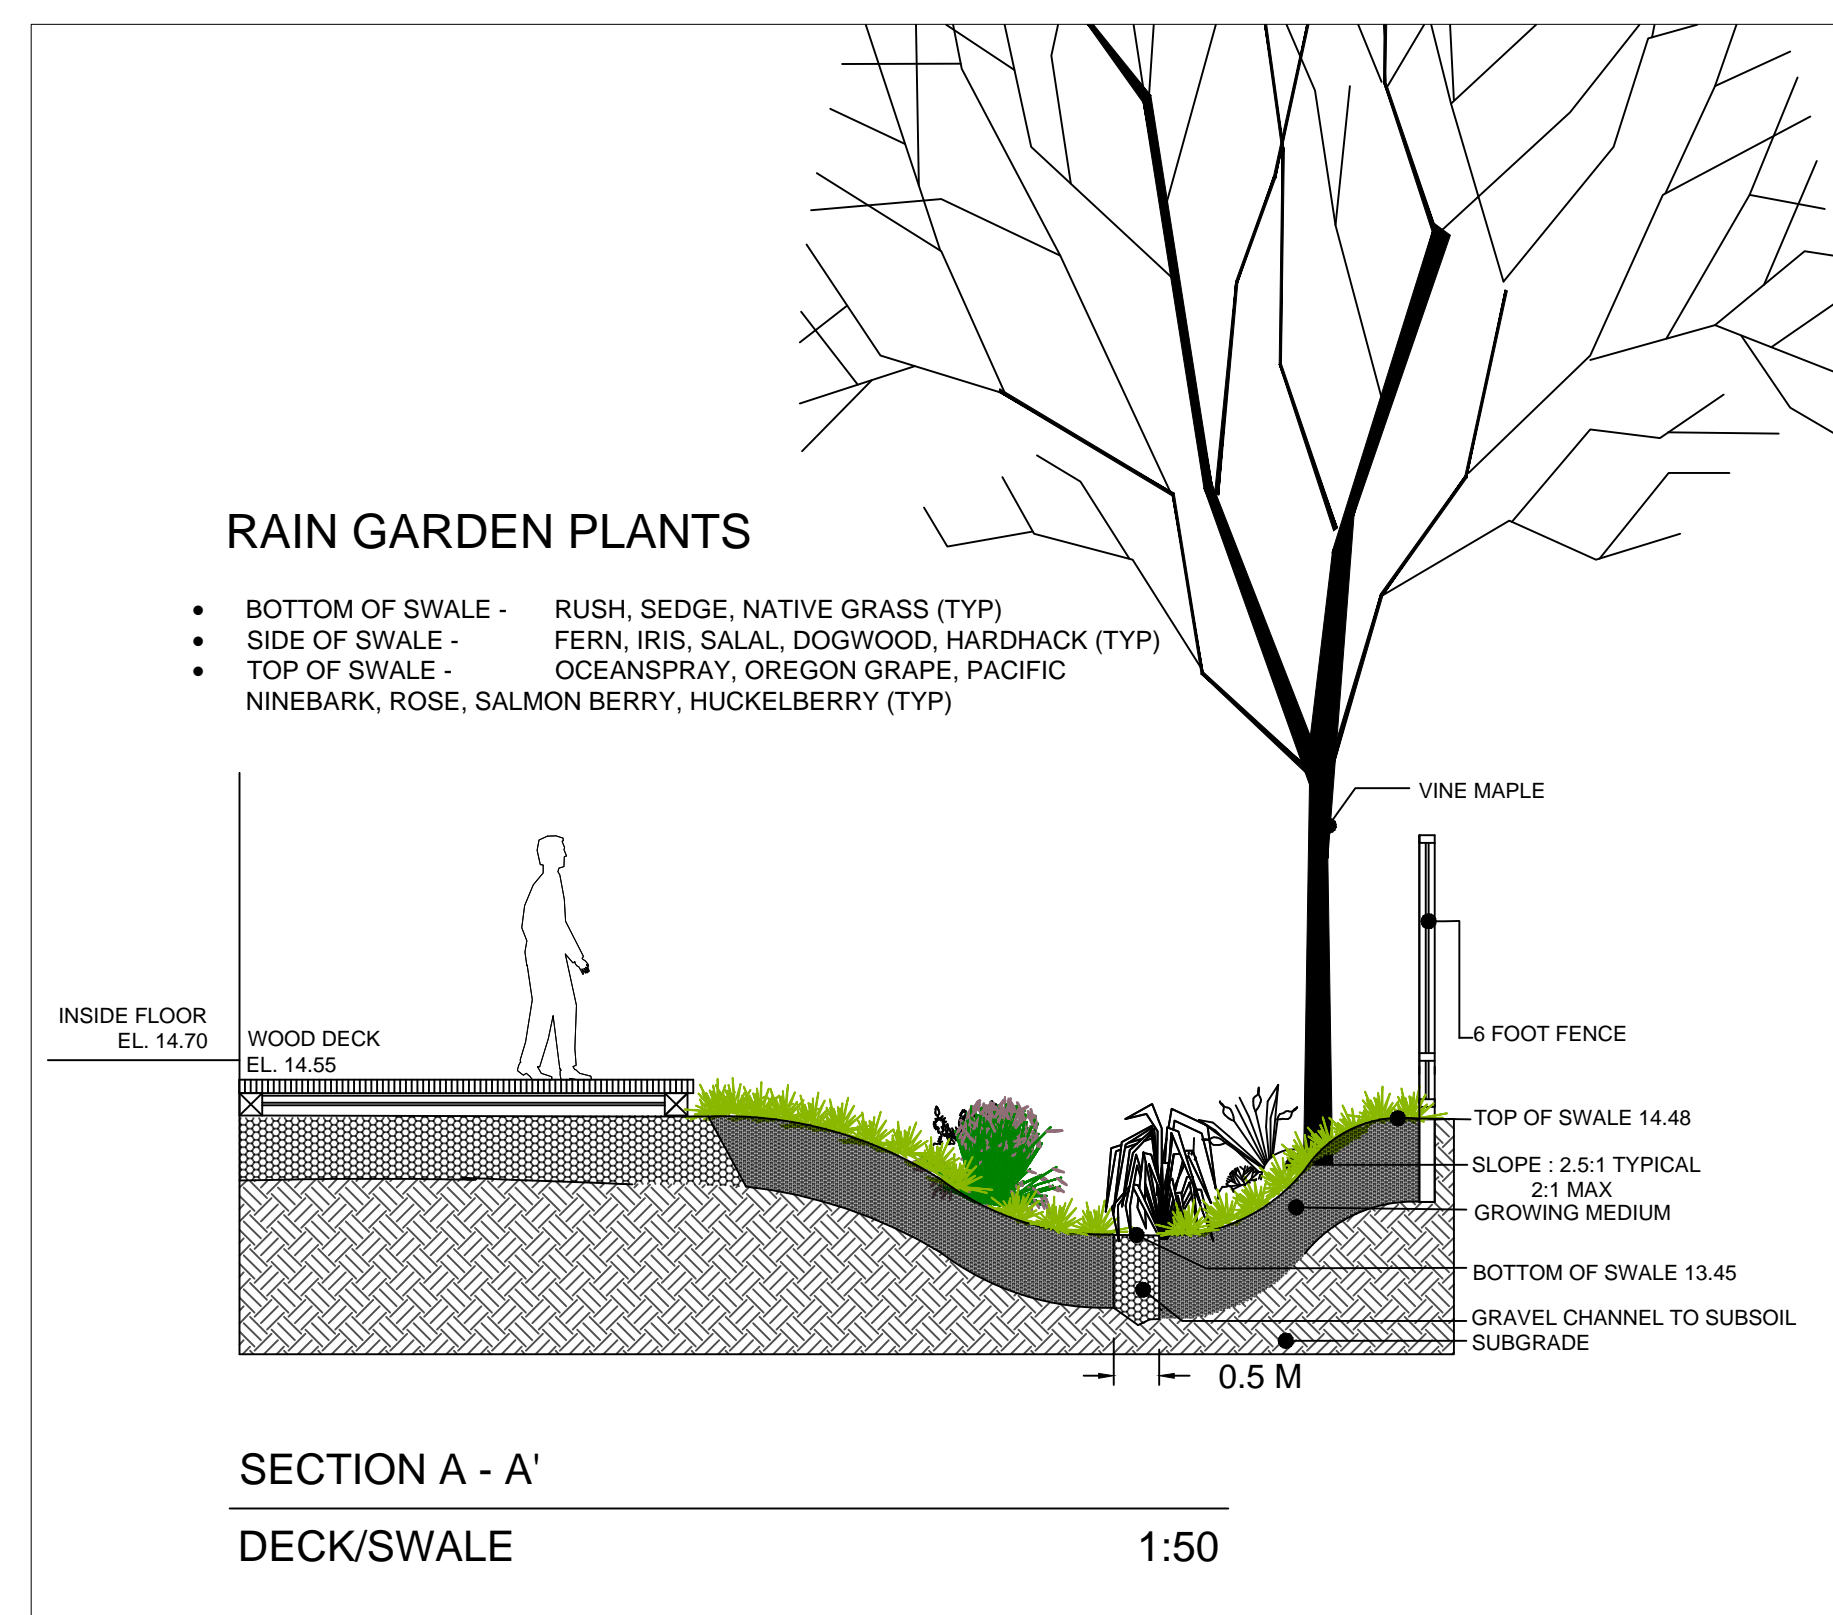 RAIN GARDEN PLANTS
• BOTTOM OF SWALE - RUSH, SEDGE, NATIVE GRASS (TYP)
• SIDE OF SWALE - FERN, IRIS, SALAL, DOGWOOD, HARDHACK (TYP)
• TOP OF SWALE - OCEANSPRAY, OREGON GRAPE, PACIFIC
NINEBARK, ROSE, SALMON BERRY, HUCKELBERRY (TYP)
VINE MAPLE
INSIDE FLOOR
EL. 14.70
WOOD DECK
EL. 14.55
6 FOOT FENCE
TOP OF SWALE 14.48
SLOPE : 2.5:1 TYPICAL
2:1 MAX
GROWING MEDIUM
BOTTOM OF SWALE 13.45
GRAVEL CHANNEL TO SUBSOIL
SUBGRADE
0.5 M
SECTION A - A'
DECK/SWALE 1:50